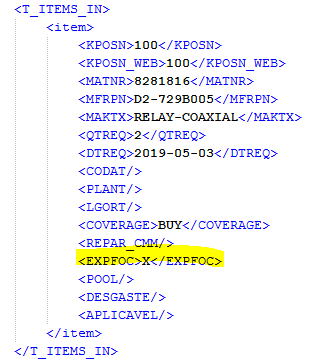 <T_ITEMS_IN>
<item>
<KPOSN>100</KPOSN>
<KPOSN_WEB>100</KPOSN_WEB>
<MATNR>8281816</MATNR>
<MFRPN>D2-729B005</MFRPN>
<MAKTX>RELAY-COAXIAL</MAKTX>
<QTREQ>2</QTREQ>
<DTREQ>2019-05-03</DTREQ>
<CODAT/>
<PLANT/>
<LGORT/>
<COVERAGE>BUY</COVERAGE>
<REPAR_CMM/>
<EXPFOC>X</EXPFOC>
<POOL/>
<DESGASTE/>
<APLICAVEL/>
</item>
</T_ITEMS_IN>